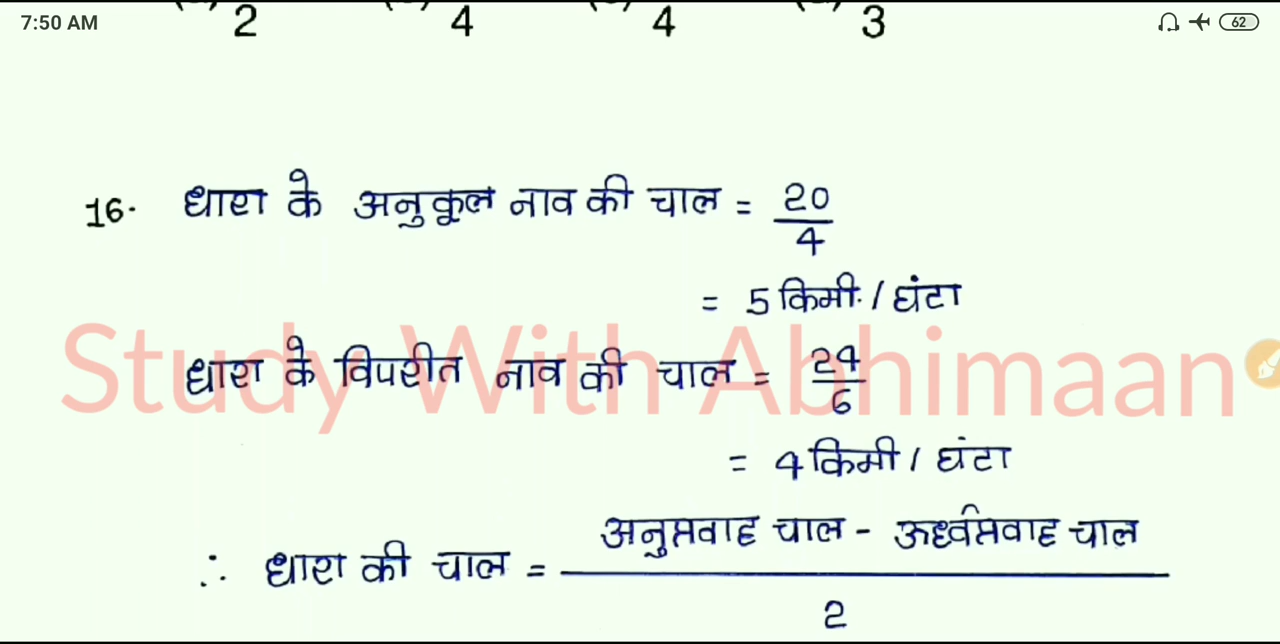 7:50 AM 62
2 4 4 3
16. धारा के अनुकूल नाव की चाल = 20/4
= 5 किमी. / घंटा
Study With Abhimaan
धारा के विपरीत नाव की चाल = 24/6
= 4 किमी / घंटा
∴ धारा की चाल = अनुप्रवाह चाल - ऊर्ध्वप्रवाह चाल / 2